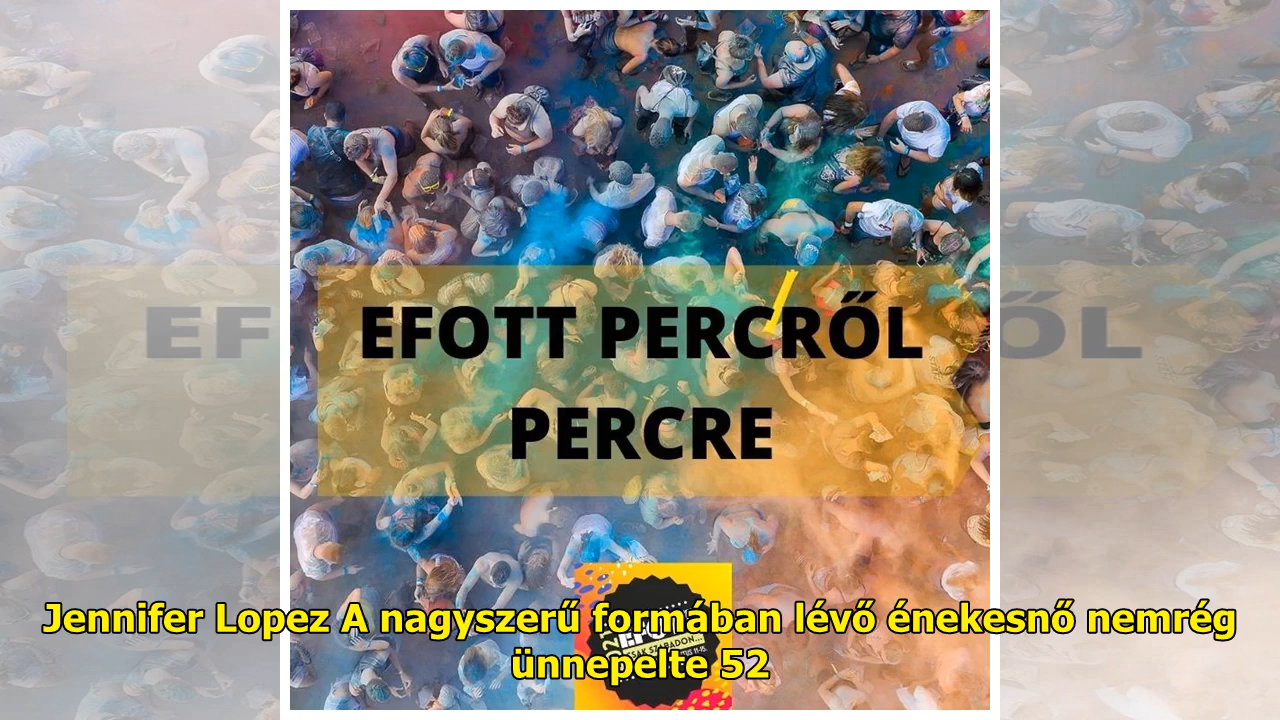 EFOTT PERCRŐL
PERCRE
Jennifer Lopez A nagyszerű formában lévő énekesnő nemrég
ünnepelte 52